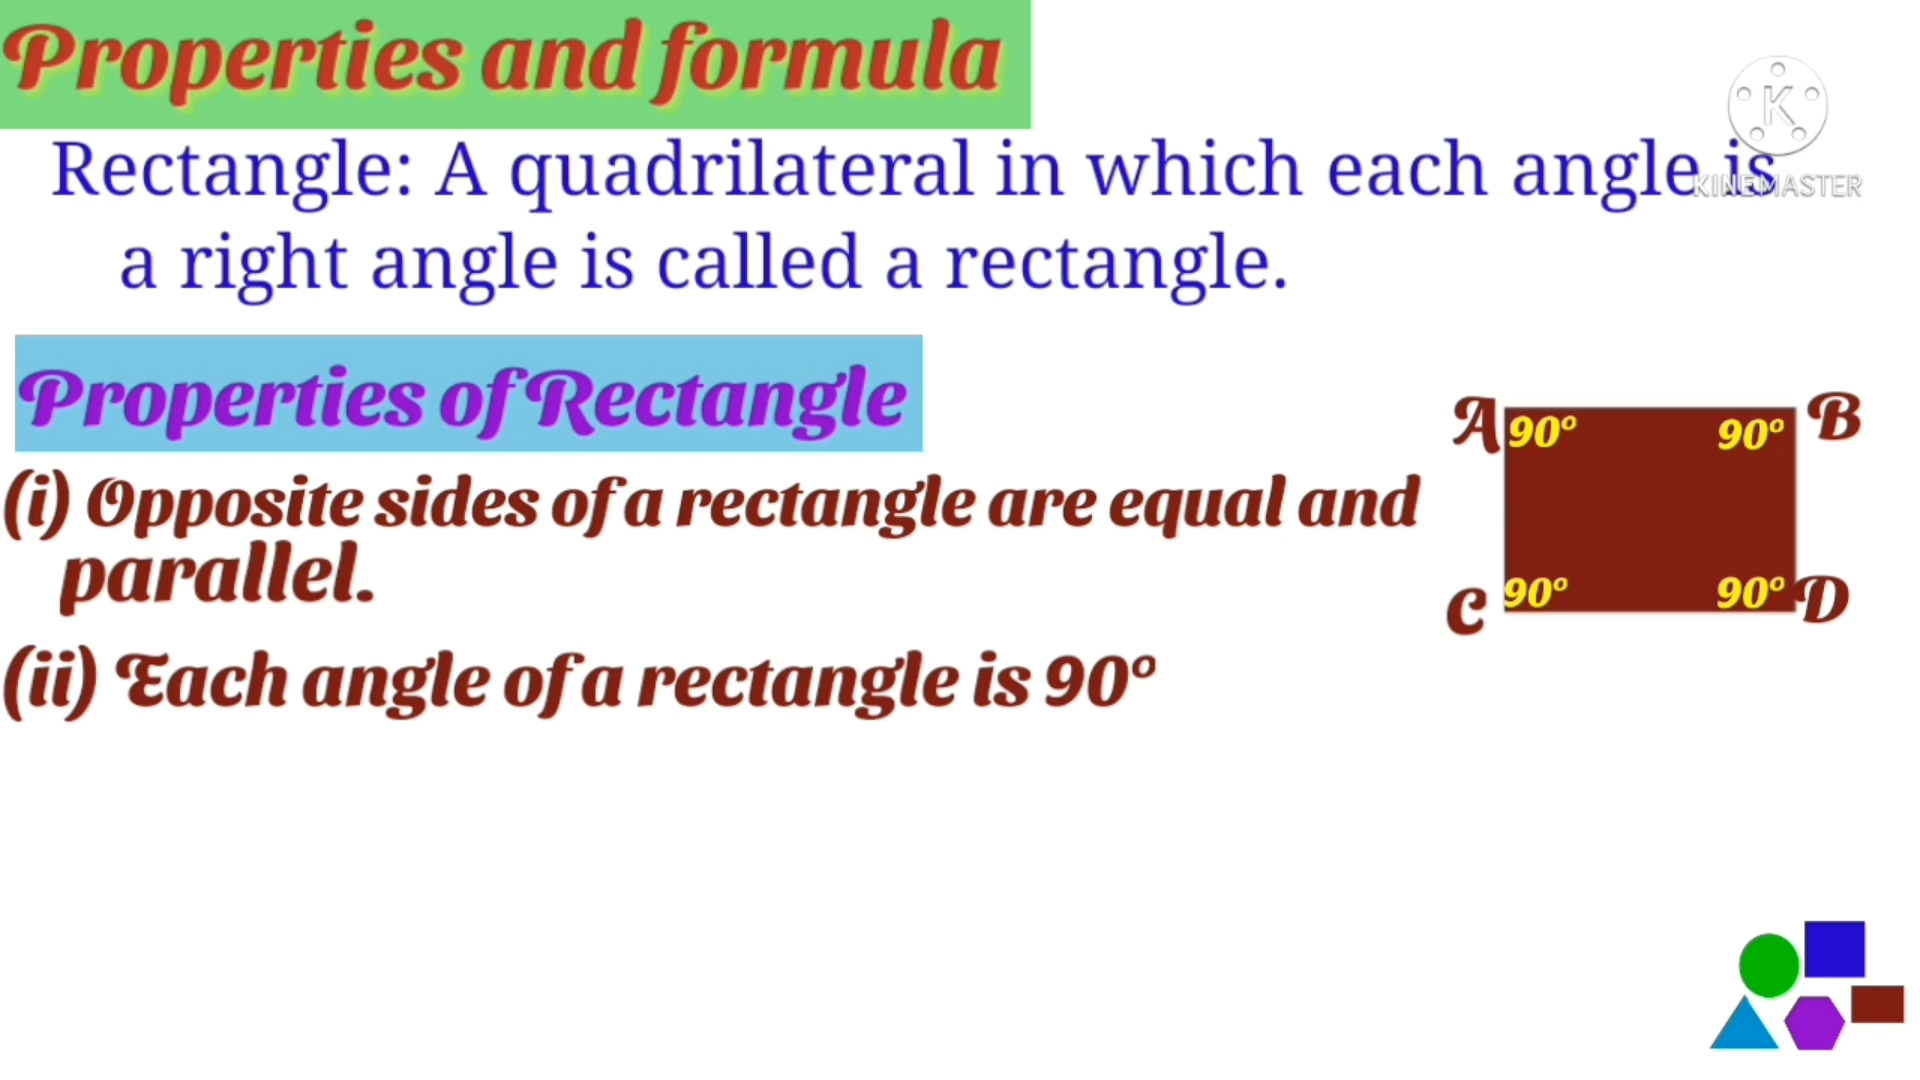 Properties and formula
K
KINEMASTER
Rectangle: A quadrilateral in which each angle is
a right angle is called a rectangle.
Properties of Rectangle
(i) Opposite sides of a rectangle are equal and
parallel.
(ii) Each angle of a rectangle is 90°
A 90° 90° B
C 90° 90° D